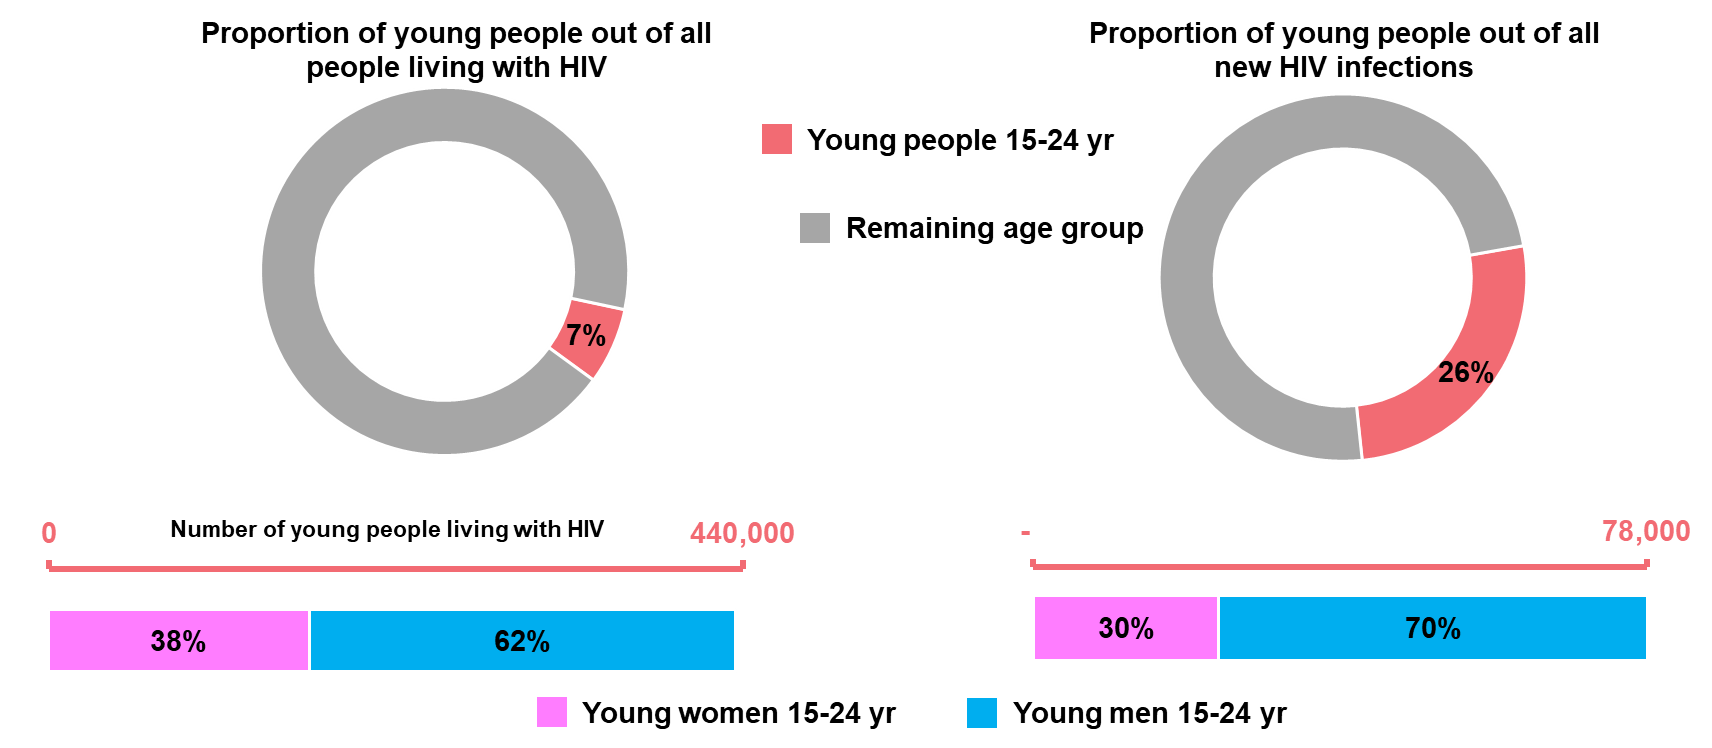 Proportion of young people out of all
people living with HIV
Proportion of young people out of all
new HIV infections
Young people 15-24 yr
Remaining age group
7%
26%
0
Number of young people living with HIV
440,000
-
78,000
38%
62%
30%
70%
Young women 15-24 yr
Young men 15-24 yr